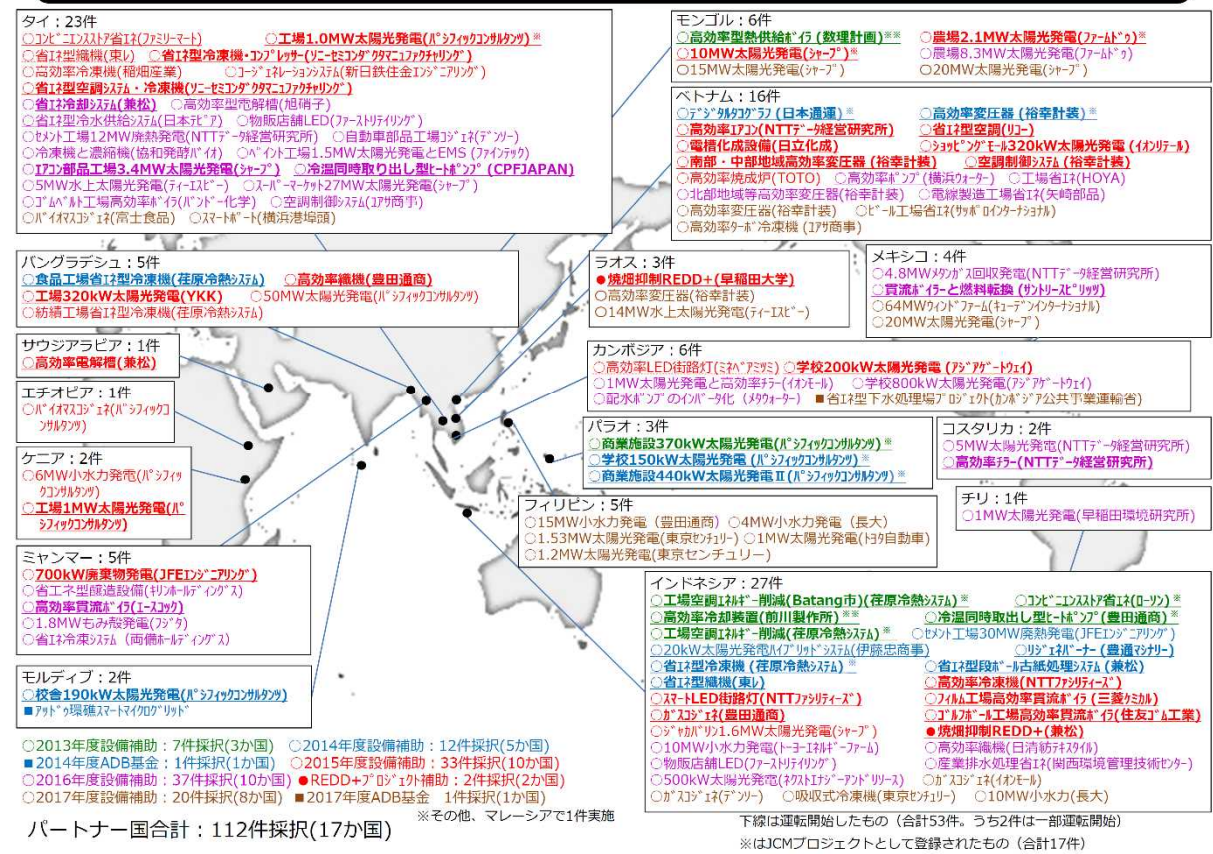 タイ：23件
○ｺﾝﾋﾞﾆｴﾝｽｽﾄｱ省ｴﾈ(ﾌｧﾐﾘｰﾏｰﾄ) ○工場1.0MW太陽光発電(ﾊﾟｼﾌｨｯｸｺﾝｻﾙﾀﾝﾂ)※
○省ｴﾈ型織機(東ﾚ) ○省ｴﾈ型冷凍機･ｺﾝﾌﾟﾚｯｻｰ(ｿﾆｰｾﾐｺﾝﾀﾞｸﾀﾏﾆｭﾌｧｸﾁｬﾘﾝｸﾞ)
○高効率冷凍機(稲畑産業) ○ｺｰｼﾞｪﾈﾚｰｼｮﾝｼｽﾃﾑ(新日鉄住金ｴﾝｼﾞﾆｱﾘﾝｸﾞ)
○省ｴﾈ型空調ｼｽﾃﾑ・冷凍機(ｿﾆｰｾﾐｺﾝﾀﾞｸﾀﾏﾆｭﾌｧｸﾁｬﾘﾝｸﾞ)
○省ｴﾈ冷却ｼｽﾃﾑ(兼松) ○高効率型電解槽(旭硝子)
○省ｴﾈ型冷水供給ｼｽﾃﾑ(日本ﾃﾋﾟｱ) ○物販店舗LED(ﾌｧｰｽﾄﾘﾃｲﾘﾝｸﾞ)
○ｾﾒﾝﾄ工場12MW廃熱発電(NTTﾃﾞｰﾀ経営研究所) ○自動車部品工場ｺｼﾞｪﾈ(ﾃﾞﾝｿｰ)
○冷凍機と濃縮機(協和発酵ﾊﾞｲｵ) ○ﾍﾟｲﾝﾄ工場1.5MW太陽光発電とEMS (ﾌｧｲﾝﾃｯｸ)
○ｴｱｺﾝ部品工場3.4MW太陽光発電(ｼｬｰﾌﾟ) ○冷温同時取り出し型ﾋｰﾄﾎﾟﾝﾌﾟ (CPFJAPAN)
○5MW水上太陽光発電(ﾃｨｰｴｽﾋﾟｰ) ○ｽｰﾊﾟｰﾏｰｹｯﾄ27MW太陽光発電(ｼｬｰﾌﾟ)
○ｺﾞﾑﾍﾞﾙﾄ工場高効率ﾎﾞｲﾗ(ﾊﾞﾝﾄﾞｰ化学) ○空調制御ｼｽﾃﾑ(ﾕｱｻ商事)
○ﾊﾞｲｵﾏｽｺｼﾞｪﾈ(富士食品) ○ｽﾏｰﾄﾎﾟｰﾄ(横浜港埠頭)
モンゴル：6件
○高効率型熱供給ﾎﾞｲﾗ (数理計画)※※ ○農場2.1MW太陽光発電(ﾌｧｰﾑﾄﾞｩ)※
○10MW太陽光発電(ｼｬｰﾌﾟ)※ ○農場8.3MW太陽光発電(ﾌｧｰﾑﾄﾞｩ)
○15MW太陽光発電(ｼｬｰﾌﾟ) ○20MW太陽光発電(ｼｬｰﾌﾟ)
ベトナム：16件
○ﾃﾞｼﾞﾀﾙﾀｺｸﾞﾗﾌ (日本通運) ※ ○高効率変圧器 (裕幸計装) ※
○高効率ｴｱｺﾝ(NTTﾃﾞｰﾀ経営研究所) ○省ｴﾈ型空調(ﾘｺｰ)
○電槽化成設備(日立化成) ○ｼｮｯﾋﾟﾝｸﾞﾓｰﾙ320kW太陽光発電 (ｲｵﾝﾘﾃｰﾙ)
○南部・中部地域高効率変圧器 (裕幸計装) ○空調制御ｼｽﾃﾑ (裕幸計装)
○高効率焼成炉(TOTO) ○高効率ﾎﾟﾝﾌﾟ(横浜ｳｫｰﾀｰ) ○工場省ｴﾈ(HOYA)
○北部地域等高効率変圧器(裕幸計装) ○電線製造工場省ｴﾈ(矢崎部品)
○高効率変圧器(裕幸計装) ○ﾋﾞｰﾙ工場省ｴﾈ(ｻｯﾎﾟﾛｲﾝﾀｰﾅｼｮﾅﾙ)
○高効率ﾀｰﾎﾞ冷凍機 (ﾕｱｻ商事)
バングラデシュ：5件
○食品工場省ｴﾈ型冷凍機(荏原冷熱ｼｽﾃﾑ) ○高効率織機(豊田通商)
○工場320kW太陽光発電(YKK) ○50MW太陽光発電(ﾊﾟｼﾌｨｯｸｺﾝｻﾙﾀﾝﾂ)
○紡績工場省ｴﾈ型冷凍機(荏原冷熱ｼｽﾃﾑ)
ラオス：3件
●焼畑抑制REDD+(早稲田大学)
○高効率変圧器(裕幸計装)
○14MW水上太陽光発電(ﾃｨｰｴｽﾋﾟｰ)
メキシコ：4件
○4.8MWﾒﾀﾝｶﾞｽ回収発電(NTTﾃﾞｰﾀ経営研究所)
○貫流ﾎﾞｲﾗｰと燃料転換 (ｻﾝﾄﾘｰｽﾋﾟﾘｯﾂ)
○64MWｳｨﾝﾄﾞﾌｧｰﾑ(ｷｭｰﾃﾞﾝｲﾝﾀｰﾅｼｮﾅﾙ)
○20MW太陽光発電(ｼｬｰﾌﾟ)
サウジアラビア：1件
○高効率電解槽(兼松)
カンボジア：6件
○高効率LED街路灯(ﾐﾈﾍﾞｱﾐﾂﾐ) ○学校200kW太陽光発電 (ｱｼﾞｱｹﾞｰﾄｳｪｲ)
○1MW太陽光発電と高効率ﾁﾗｰ(ｲｵﾝﾓｰﾙ) ○学校800kW太陽光発電(ｱｼﾞｱｹﾞｰﾄｳｪｲ)
○配水ﾎﾟﾝﾌﾟのｲﾝﾊﾞｰﾀ化 (ﾒﾀｳｫｰﾀｰ) ■省ｴﾈ型下水処理場ﾌﾟﾛｼﾞｪｸﾄ(ｶﾝﾎﾞｼﾞｱ公共事業運輸省)
エチオピア：1件
○ﾊﾞｲｵﾏｽｺｼﾞｪﾈ(ﾊﾟｼﾌｨｯｸｺ
ﾝｻﾙﾀﾝﾂ)
パラオ：3件
○商業施設370kW太陽光発電(ﾊﾟｼﾌｨｯｸｺﾝｻﾙﾀﾝﾂ)※
○学校150kW太陽光発電 (ﾊﾟｼﾌｨｯｸｺﾝｻﾙﾀﾝﾂ)※
○商業施設440kW太陽光発電Ⅱ(ﾊﾟｼﾌｨｯｸｺﾝｻﾙﾀﾝﾂ)※
コスタリカ：2件
○5MW太陽光発電(NTTﾃﾞｰﾀ経営研究所)
○高効率ﾁﾗｰ(NTTﾃﾞｰﾀ経営研究所)
ケニア：2件
○6MW小水力発電(ﾊﾟｼﾌｨｯ
ｸｺﾝｻﾙﾀﾝﾂ)
○工場1MW太陽光発電(ﾊﾟ
ｼﾌｨｯｸｺﾝｻﾙﾀﾝﾂ)
チリ：1件
○1MW太陽光発電(早稲田環境研究所)
フィリピン：5件
○15MW小水力発電（豊田通商）○4MW小水力発電（長大）
○1.53MW太陽光発電(東京ｾﾝﾁｭﾘｰ) ○1MW太陽光発電(ﾄﾖﾀ自動車)
○1.2MW太陽光発電(東京センチュリー)
ミャンマー：5件
○700kW廃棄物発電(JFEｴﾝｼﾞﾆｱﾘﾝｸﾞ)
○省エネ型醸造設備(ｷﾘﾝﾎｰﾙﾃﾞｨﾝｸﾞｽ)
○高効率貫流ﾎﾞｲﾗ(ｴｰｽｺｯｸ)
○1.8MWもみ殻発電(ﾌｼﾞﾀ)
○省ｴﾈ冷凍ｼｽﾃﾑ (両備ﾎｰﾙﾃﾞｨﾝｸﾞｽ)
インドネシア：27件
○工場空調ｴﾈﾙｷﾞｰ削減(Batang市)(荏原冷熱ｼｽﾃﾑ)※ ○ｺﾝﾋﾞﾆｴﾝｽｽﾄｱ省ｴﾈ(ﾛｰｿﾝ)※
○高効率冷却装置(前川製作所)※※ ○冷温同時取出し型ﾋｰﾄﾎﾟﾝﾌﾟ(豊田通商)※
○工場空調ｴﾈﾙｷﾞｰ削減(荏原冷熱ｼｽﾃﾑ)※ ○ｾﾒﾝﾄ工場30MW廃熱発電(JFEｴﾝｼﾞﾆｱﾘﾝｸﾞ)
○20kW太陽光発電ﾊｲﾌﾞﾘｯﾄﾞｼｽﾃﾑ(伊藤忠商事) ○ﾘｼﾞｪﾈﾊﾞｰﾅｰ (豊通ﾏｼﾅﾘｰ)
○省ｴﾈ型冷凍機 (荏原冷熱ｼｽﾃﾑ) ※ ○省ｴﾈ型段ﾎﾞｰﾙ古紙処理ｼｽﾃﾑ (兼松)
○省ｴﾈ型織機(東ﾚ) ○高効率冷凍機(NTTﾌｧｼﾘﾃｨｰｽﾞ)
○ｽﾏｰﾄLED街路灯(NTTﾌｧｼﾘﾃｨｰｽﾞ) ○ﾌｨﾙﾑ工場高効率貫流ﾎﾞｲﾗ (三菱ｹﾐｶﾙ)
○ｶﾞｽｺｼﾞｪﾈ(豊田通商) ○ｺﾞﾙﾌﾎﾞｰﾙ工場高効率貫流ﾎﾞｲﾗ(住友ｺﾞﾑ工業)
○ｼﾞｬｶﾊﾞﾘﾝ1.6MW太陽光発電(ｼｬｰﾌﾟ) ●焼畑抑制REDD+(兼松)
○10MW小水力発電(ﾄｰﾖｰｴﾈﾙｷﾞｰﾌｧｰﾑ) ○高効率織機(日清紡ﾃｷｽﾀｲﾙ)
○物販店舗LED(ﾌｧｰｽﾄﾘﾃｲﾘﾝｸﾞ) ○産業排水処理省ｴﾈ(関西環境管理技術ｾﾝﾀｰ)
○500kW太陽光発電(ﾈｸｽﾄｴﾅｼﾞｰｱﾝﾄﾞﾘｿｰｽ) ○ｶﾞｽｺｼﾞｪﾈ(ｲｵﾝﾓｰﾙ)
○ｶﾞｽｺｼﾞｪﾈ(ﾃﾞﾝｿｰ) ○吸収式冷凍機(東京ｾﾝﾁｭﾘｰ) ○10MW小水力(長大)
モルディブ：2件
○校舎190kW太陽光発電(ﾊﾟｼﾌｨｯｸｺﾝｻﾙﾀﾝﾂ)
■ｱｯﾄﾞｩ環礁ｽﾏｰﾄﾏｲｸﾛｸﾞﾘｯﾄﾞ
○2013年度設備補助：7件採択(3か国) ○2014年度設備補助：12件採択(5か国)
■2014年度ADB基金：1件採択(1か国) ○2015年度設備補助：33件採択(10か国)
○2016年度設備補助：37件採択(10か国) ●REDD+プロジェクト補助：2件採択(2か国)
○2017年度設備補助：20件採択(8か国) ■2017年度ADB基金 1件採択(1か国)
※その他、マレーシアで1件実施
パートナー国合計：112件採択(17か国)
下線は運転開始したもの（合計53件。うち2件は一部運転開始）
※はJCMプロジェクトとして登録されたもの（合計17件）